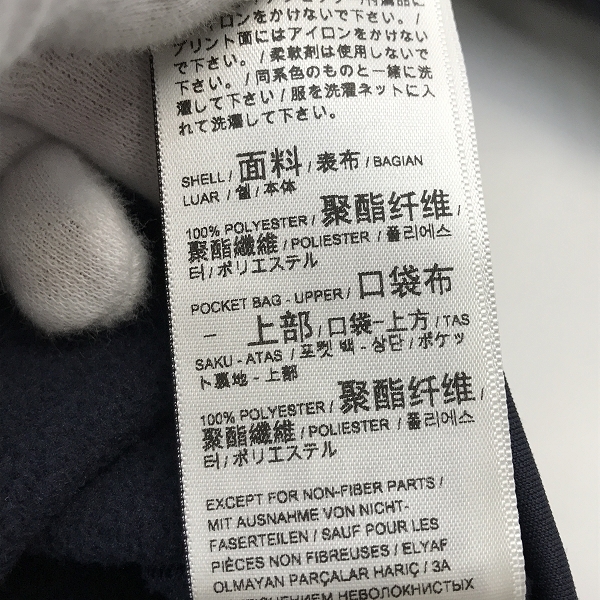 イロンをかけないで下さい。/
プリント面にはアイロンをかけない
で下さい。/ 柔軟剤は使用しないで
下さい。/ 同系色のものと一緒に洗
濯して下さい / 服を洗濯ネットに入
れて洗濯して下さい。
SHELL / 面料 / 表布 / BAGIAN
LUAR / 쉘 / 本体
100% POLYESTER / 聚酯纤维 /
聚酯纖維 / POLIESTER / 폴리에스
터 / ポリエステル
POCKET BAG - UPPER / 口袋布
- 上部 / 口袋-上方 / TAS
SAKU - ATAS / 포켓 백 - 상단 / ポケッ
ト裏地 - 上部
100% POLYESTER / 聚酯纤维 /
聚酯纖維 / POLIESTER / 폴리에스
터 / ポリエステル
EXCEPT FOR NON-FIBER PARTS /
MIT AUSNAHME VON NICHT-
FASERTEILEN / SAUF POUR LES
PIÈCES NON FIBREUSES / ELYAF
OLMAYAN PARÇALAR HARIÇ / ЗА
НЕВОЛОКНИСТЫХ